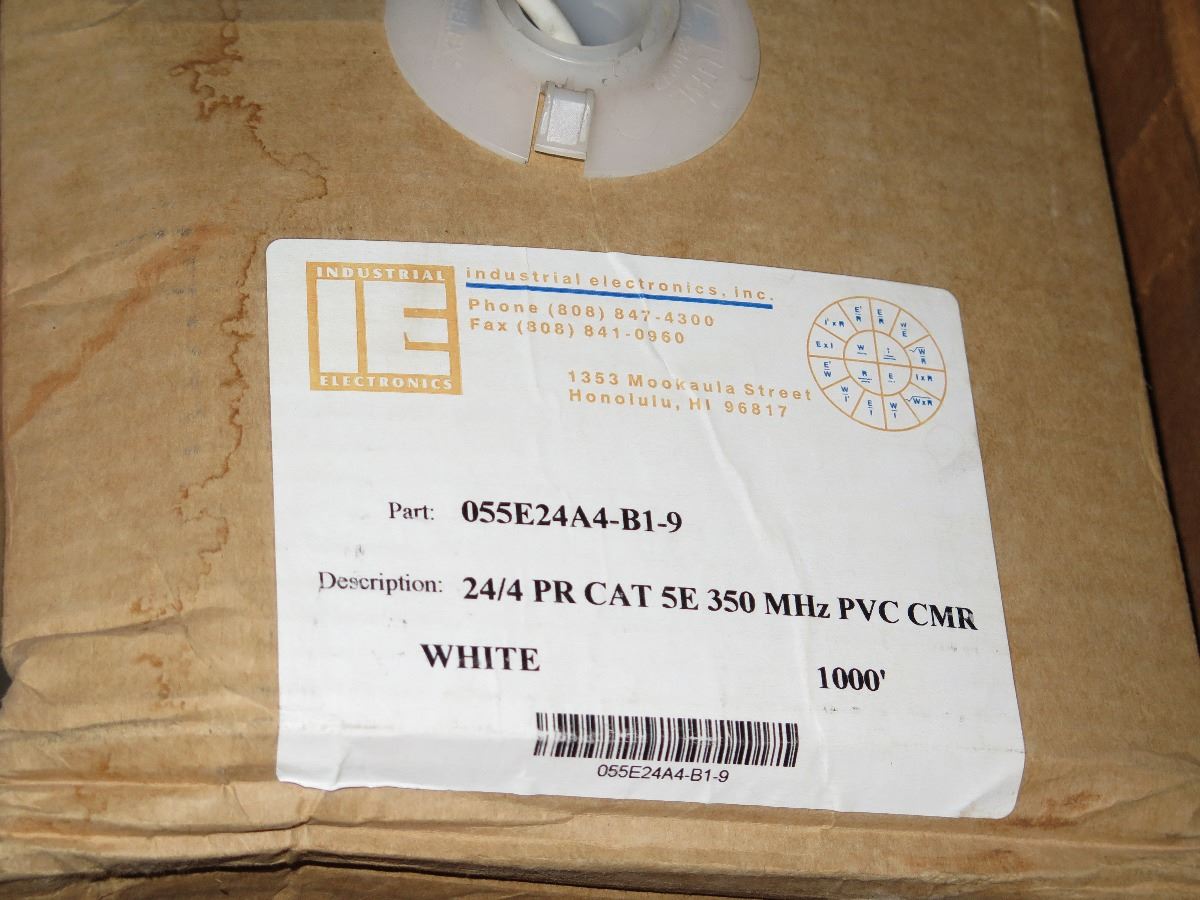 INDUSTRIAL
IE
ELECTRONICS
industrial electronics, inc.
Phone (808) 847-4300
Fax (808) 841-0960
1353 Mookaula Street
Honolulu, HI 96817
Part: 055E24A4-B1-9
Description: 24/4 PR CAT 5E 350 MHz PVC CMR
WHITE 1000'
055E24A4-B1-9